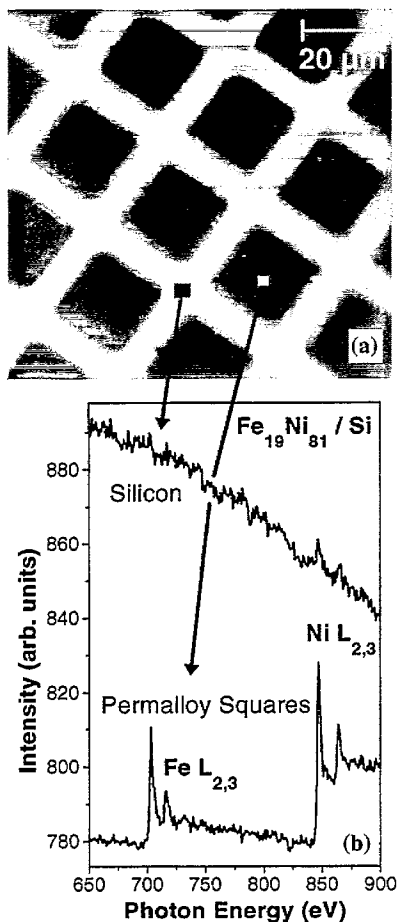 20 μm
(a)
Fe19Ni81 / Si
Silicon
Ni L2,3
Permalloy Squares
Fe L2,3
(b)
Intensity (arb. units)
880
860
840
820
800
780
650 700 750 800 850 900
Photon Energy (eV)